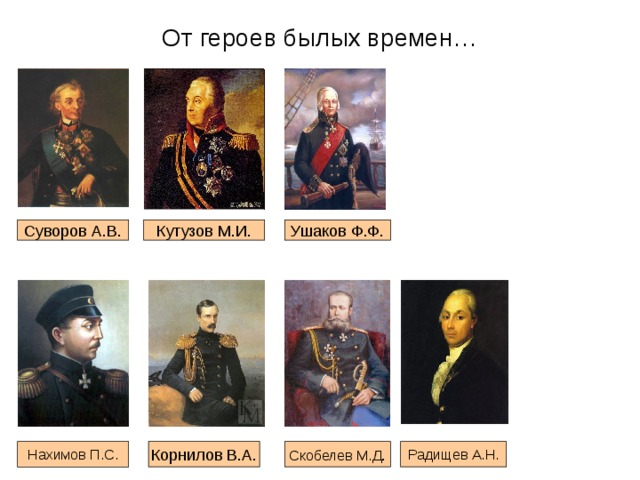 От героев былых времен…
Суворов А.В.
Кутузов М.И.
Ушаков Ф.Ф.
Нахимов П.С.
Корнилов В.А.
Скобелев М.Д.
Радищев А.Н.